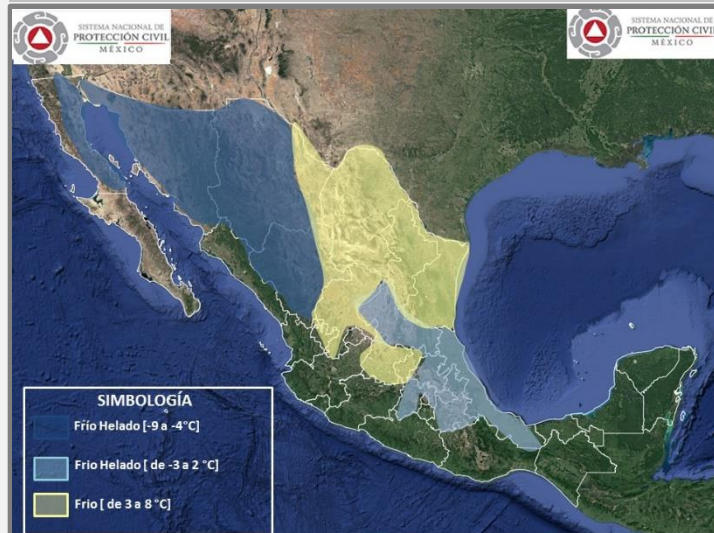 SISTEMA NACIONAL DE
PROTECCIÓN CIVIL
MÉXICO
SISTEMA NACIONAL DE
PROTECCIÓN CIVIL
MÉXICO
SIMBOLOGÍA
Frío Helado [-9 a -4°C]
Frio Helado [ de -3 a 2 °C]
Frio [ de 3 a 8 °C]